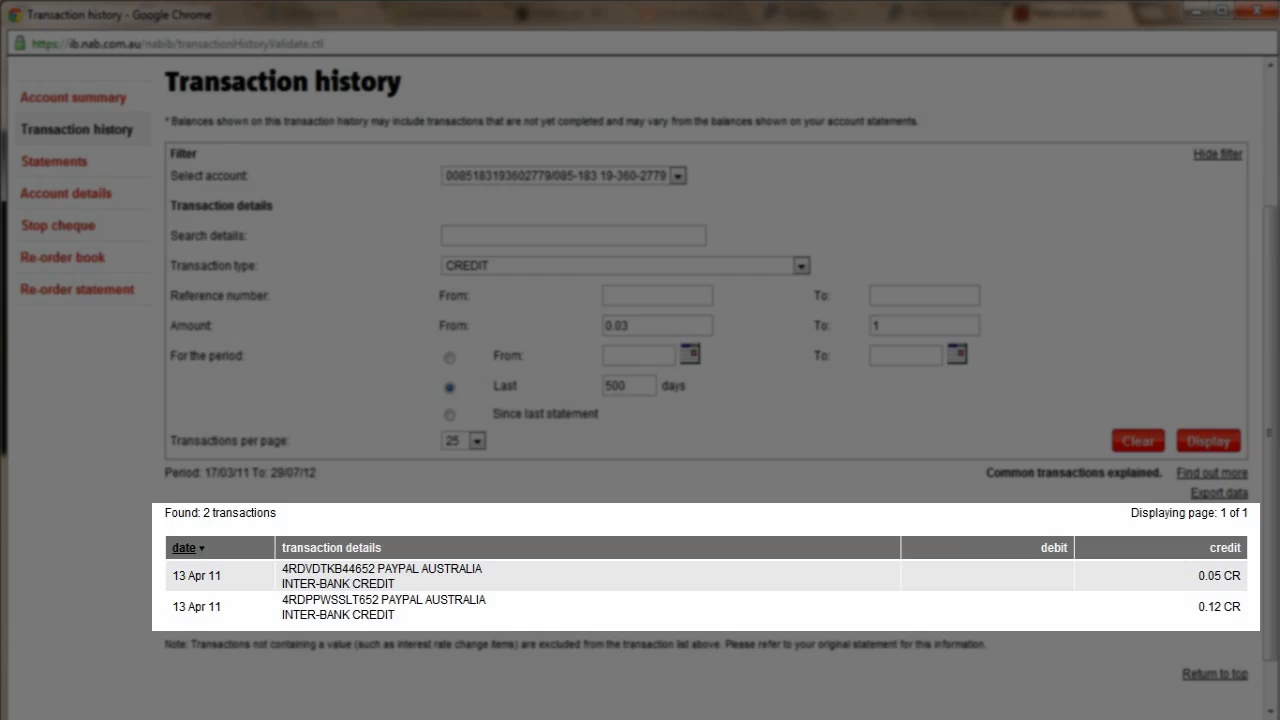 Transaction history - Google Chrome
https://ib.nab.com.au/nabib/transactionHistoryValidate.ctl
Transaction history
Account summary
Transaction history
Statements
Account details
Stop cheque
Re-order book
Re-order statement
* Balances shown on this transaction history may include transactions that are not yet completed and may vary from the balances shown on your account statements.
Filter Hide filter
Select account: 0085183193602779/085-183 19-360-2779
Transaction details
Search details:
Transaction type: CREDIT
Reference number: From: To:
Amount: From: 0.03 To: 1
For the period: From: To:
Last 500 days
Since last statement
Transactions per page: 25 Clear Display
Period: 17/03/11 To: 29/07/12 Common transactions explained. Find out more
Export data
Found: 2 transactions Displaying page: 1 of 1
date transaction details debit credit
13 Apr 11 4RDVDTKB44652 PAYPAL AUSTRALIA 0.05 CR
INTER-BANK CREDIT
13 Apr 11 4RDPPWSSLT652 PAYPAL AUSTRALIA 0.12 CR
INTER-BANK CREDIT
Note: Transactions not containing a value (such as interest rate change items) are excluded from the transaction list above. Please refer to your original statement for this information.
Return to top